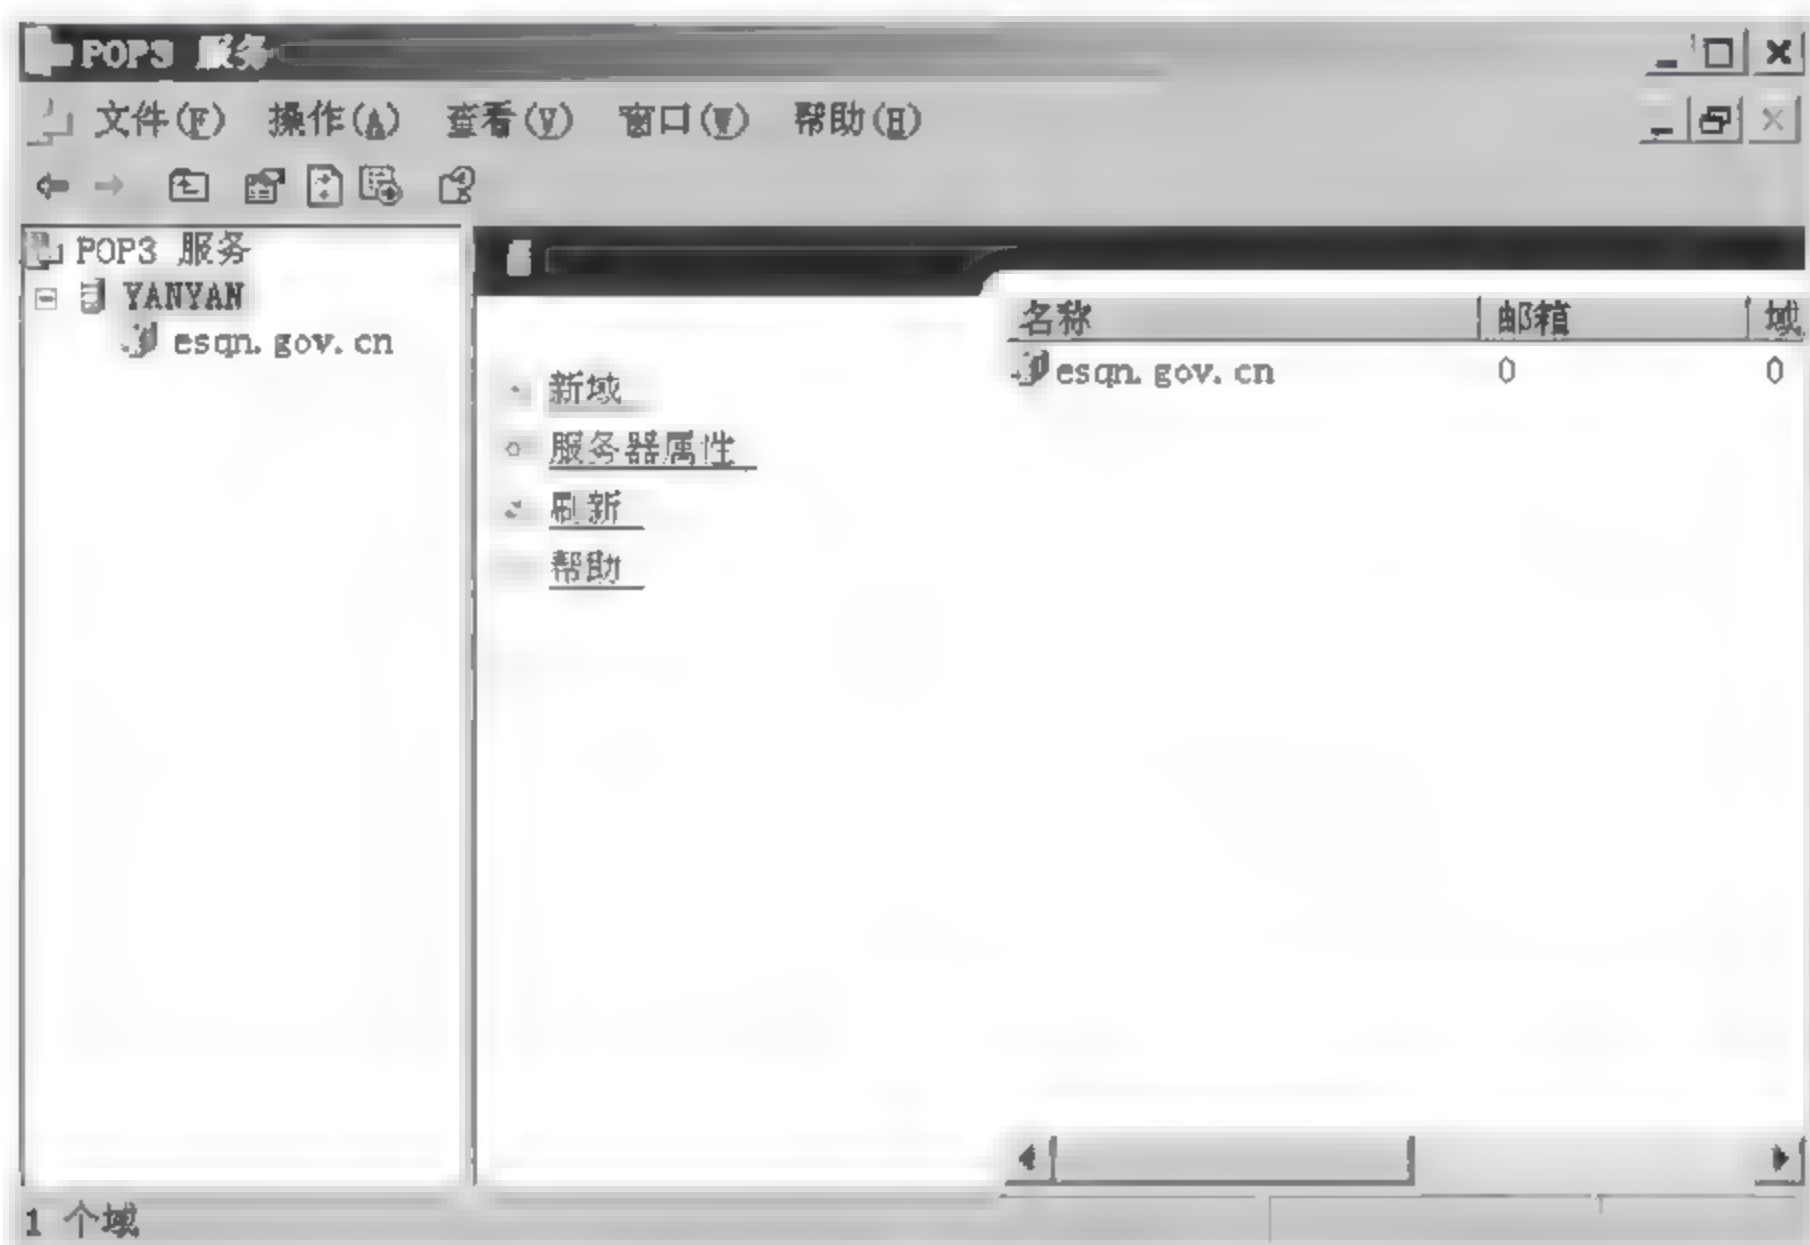 POP3 服务
文件(F) 操作(A) 查看(V) 窗口(W) 帮助(H)
POP3 服务
YANYAN
esqn.gov.cn
新域
服务器属性
刷新
帮助
名称 邮箱 域
esqn.gov.cn 0 0
1 个域